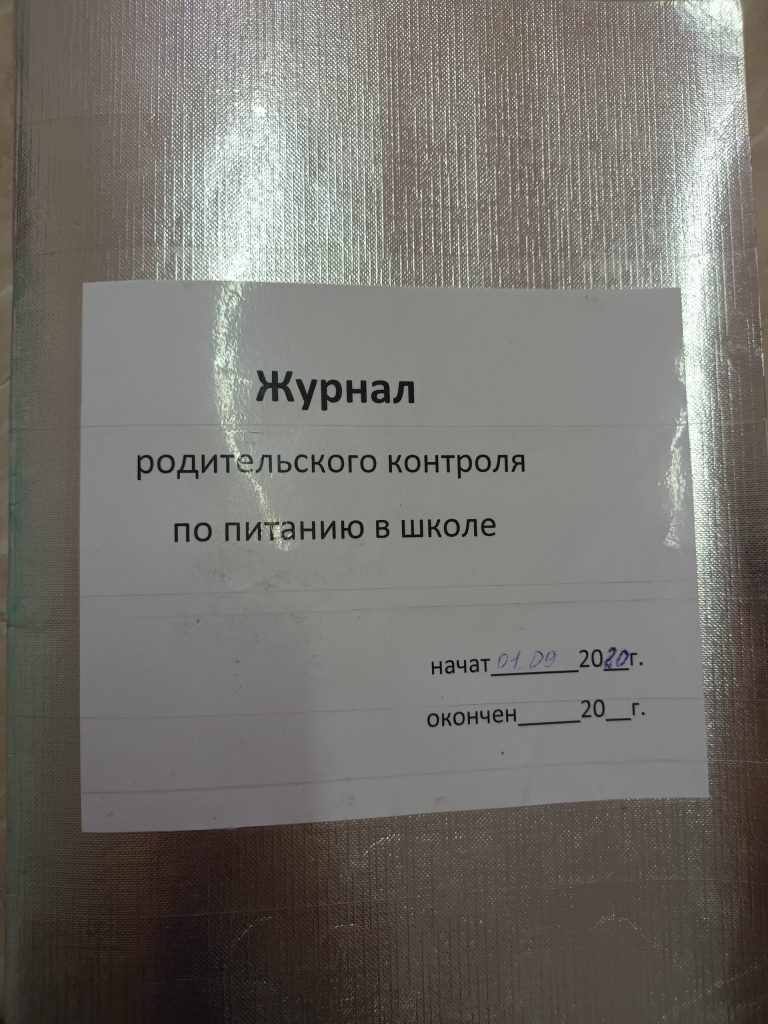 Журнал
родительского контроля
по питанию в школе
начат 01.09 2020г.
окончен_____20__г.